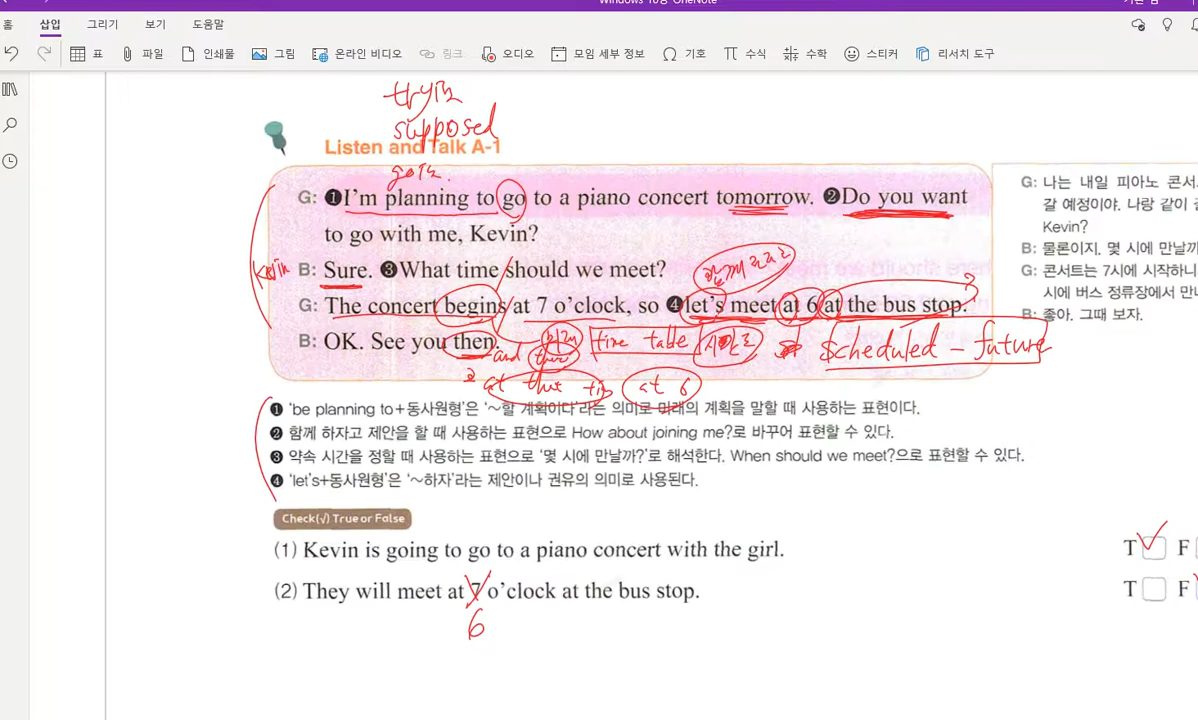 Windows 10용 OneNote
홈 삽입 그리기 보기 도움말
표 파일 인쇄물 그림 온라인 비디오 링크 오디오 모임 세부 정보 기호 수식 수학 스티커 리서치 도구
supposed
Listen and Talk A-1
G: ❶I'm planning to go to a piano concert tomorrow. ❷Do you want
to go with me, Kevin?
Kevin
B: Sure. ❸What time should we meet?
G: The concert begins at 7 o'clock, so ❹let's meet at 6 at the bus stop.
B: OK. See you then.
and there time table scheduled - future
at that at 6
G: 나는 내일 피아노 콘서
갈 예정이야. 나랑 같이 
Kevin?
B: 물론이지, 몇 시에 만날까
G: 콘서트는 7시에 시작하니
시에 버스 정류장에서 만나
B: 좋아, 그때 보자.
❶ 'be planning to+동사원형'은 '~할 계획이다'라는 의미로 미래의 계획을 말할 때 사용하는 표현이다.
❷ 함께 하자고 제안을 할 때 사용하는 표현으로 How about joining me?로 바꾸어 표현할 수 있다.
❸ 약속 시간을 정할 때 사용하는 표현으로 '몇 시에 만날까?'로 해석한다. When should we meet?으로 표현할 수 있다.
❹ 'let's+동사원형'은 '~하자'라는 제안이나 권유의 의미로 사용된다.
Check(√) True or False
(1) Kevin is going to go to a piano concert with the girl. T F
(2) They will meet at 7 o'clock at the bus stop. T F
6